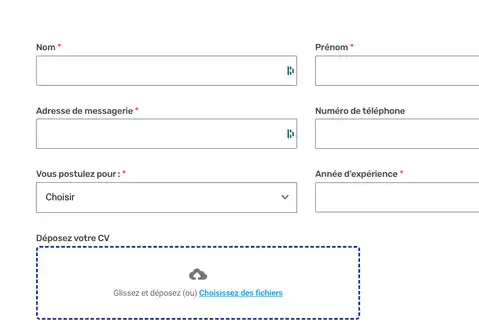 Nom *
Prénom *
Adresse de messagerie *
Numéro de téléphone
Vous postulez pour : *
Année d'expérience *
Choisir
Déposez votre CV
Glissez et déposez (ou) Choisissez des fichiers